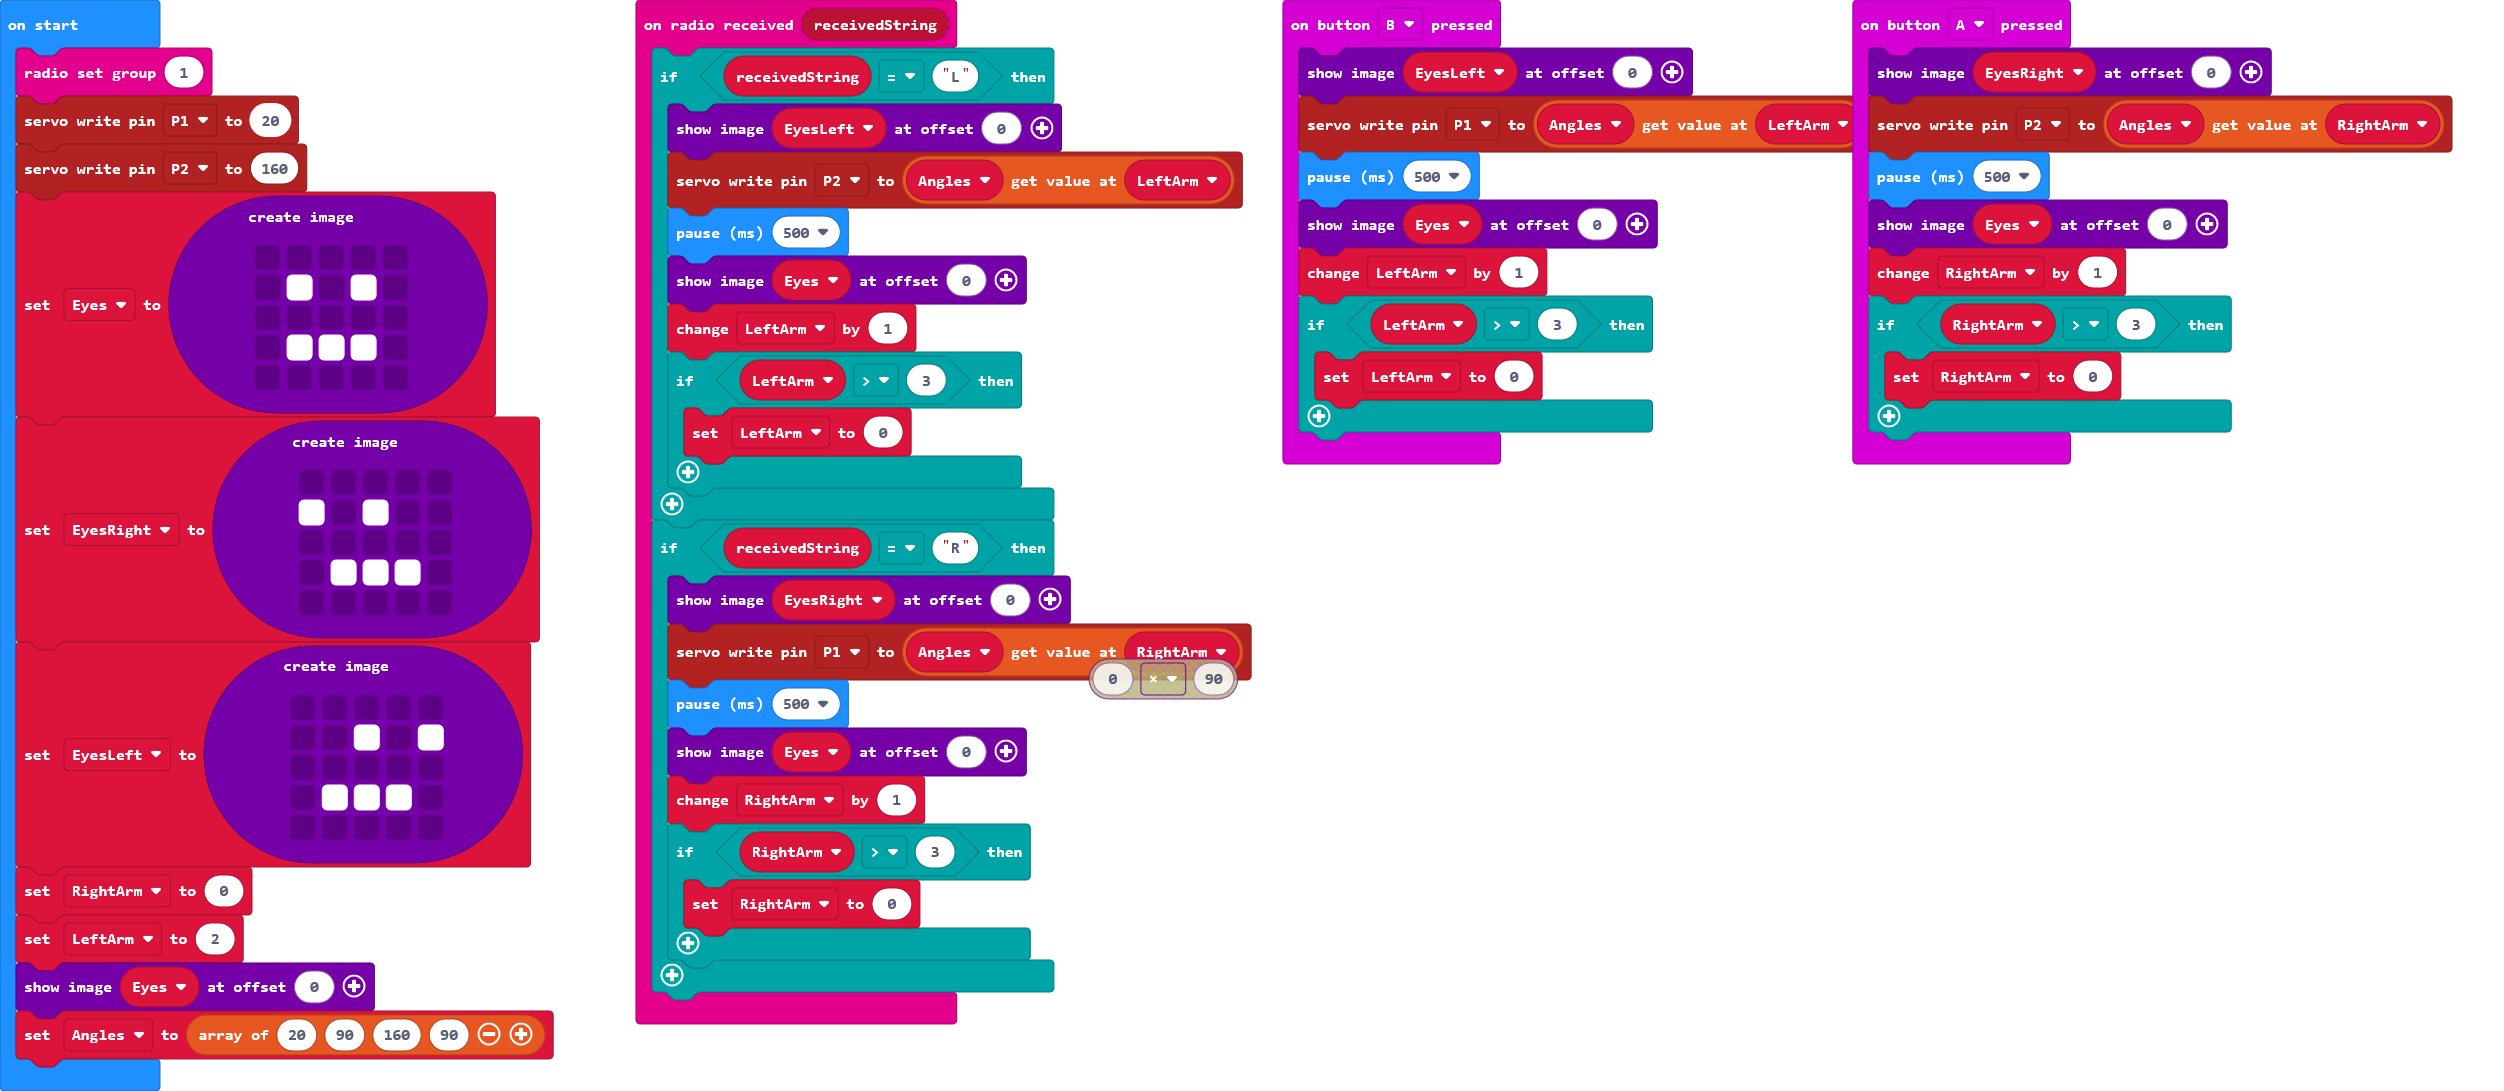 on start
radio set group 1
servo write pin P1 to 20
servo write pin P2 to 160
set Eyes to create image
set EyesRight to create image
set EyesLeft to create image
set RightArm to 0
set LeftArm to 2
show image Eyes at offset 0
set Angles to array of 20 90 160 90
on radio received receivedString
if receivedString = "L" then
show image EyesLeft at offset 0
servo write pin P2 to Angles get value at LeftArm
pause (ms) 500
show image Eyes at offset 0
change LeftArm by 1
if LeftArm > 3 then
set LeftArm to 0
if receivedString = "R" then
show image EyesRight at offset 0
servo write pin P1 to Angles get value at RightArm
0 × 90
pause (ms) 500
show image Eyes at offset 0
change RightArm by 1
if RightArm > 3 then
set RightArm to 0
on button B pressed
show image EyesLeft at offset 0
servo write pin P1 to Angles get value at LeftArm
pause (ms) 500
show image Eyes at offset 0
change LeftArm by 1
if LeftArm > 3 then
set LeftArm to 0
on button A pressed
show image EyesRight at offset 0
servo write pin P2 to Angles get value at RightArm
pause (ms) 500
show image Eyes at offset 0
change RightArm by 1
if RightArm > 3 then
set RightArm to 0